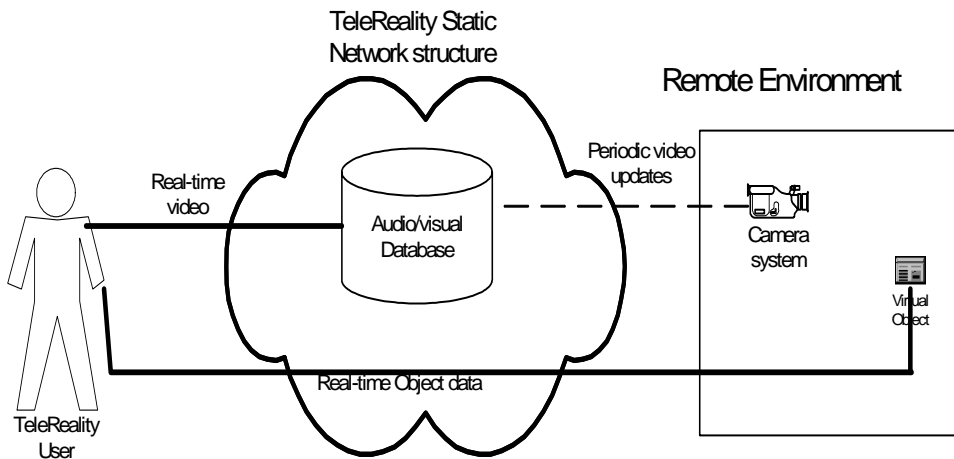 TeleReality Static
Network structure
Remote Environment
Periodic video
updates
Real-time
video
Audio/visual
Database
Camera
system
Virtual
Object
Real-time Object data
TeleReality
User